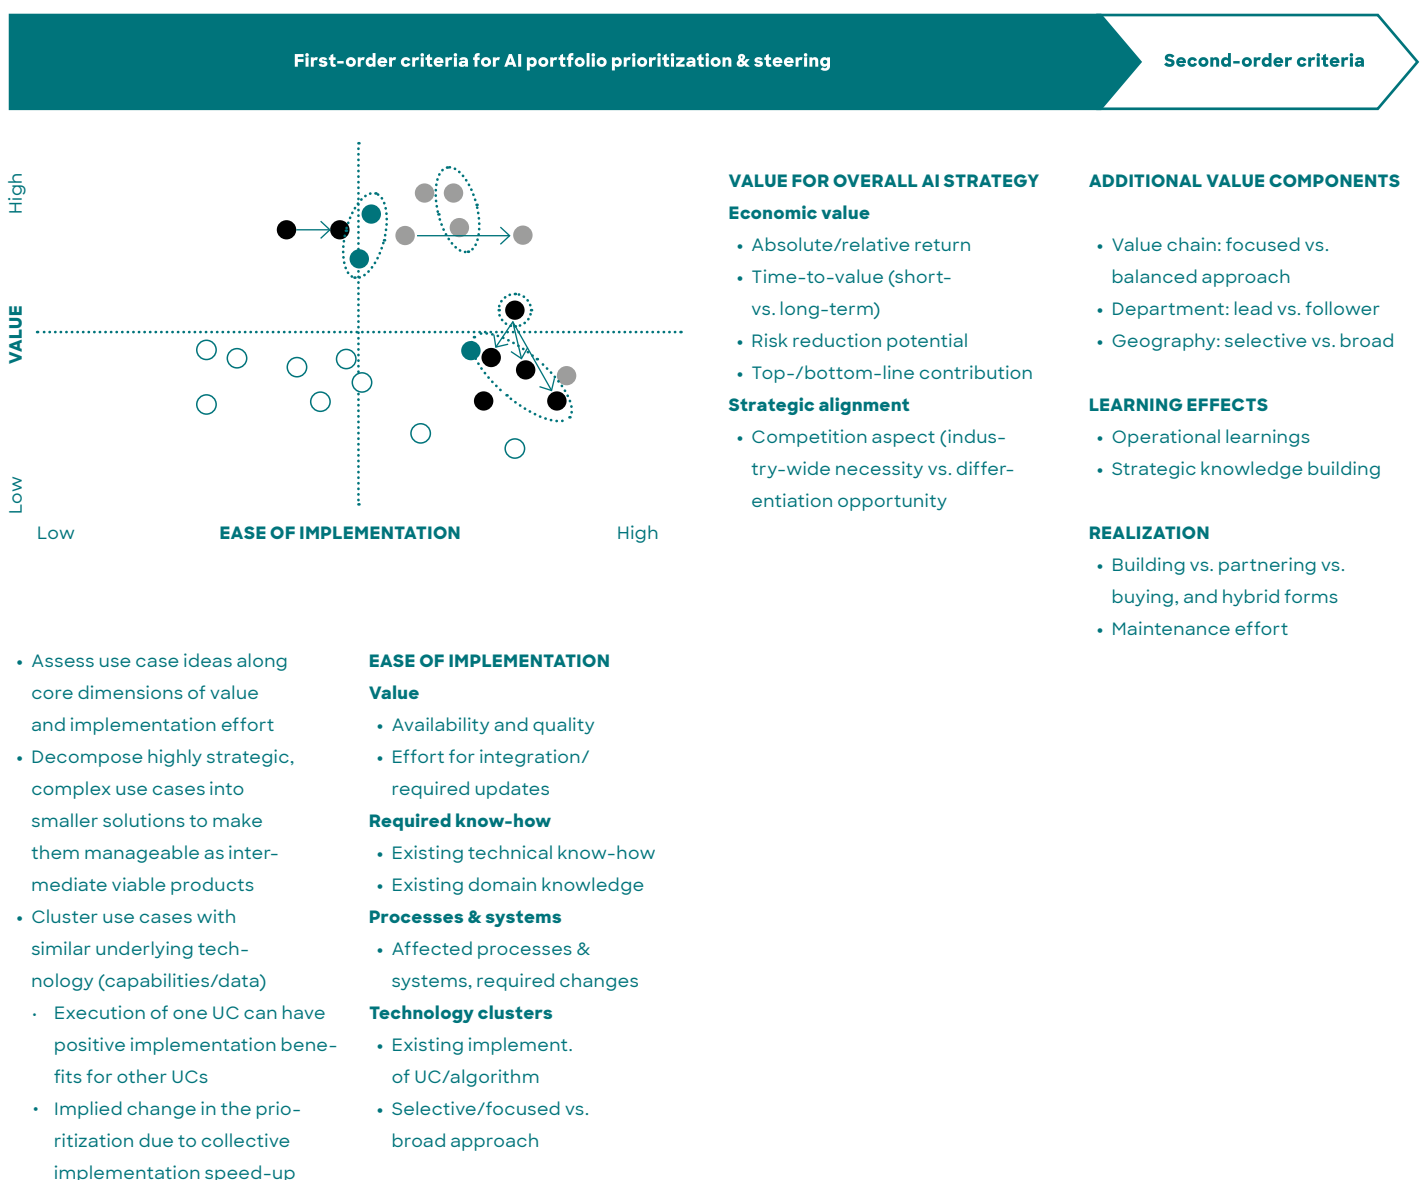 First-order criteria for AI portfolio prioritization & steering
Second-order criteria
High
VALUE
Low
Low
EASE OF IMPLEMENTATION
High
VALUE FOR OVERALL AI STRATEGY
Economic value
• Absolute/relative return
• Time-to-value (short-
vs. long-term)
• Risk reduction potential
• Top-/bottom-line contribution
Strategic alignment
• Competition aspect (indus-
try-wide necessity vs. differ-
entiation opportunity
ADDITIONAL VALUE COMPONENTS
• Value chain: focused vs.
balanced approach
• Department: lead vs. follower
• Geography: selective vs. broad
LEARNING EFFECTS
• Operational learnings
• Strategic knowledge building
REALIZATION
• Building vs. partnering vs.
buying, and hybrid forms
• Maintenance effort
• Assess use case ideas along
core dimensions of value
and implementation effort
• Decompose highly strategic,
complex use cases into
smaller solutions to make
them manageable as inter-
mediate viable products
• Cluster use cases with
similar underlying tech-
nology (capabilities/data)
• Execution of one UC can have
positive implementation bene-
fits for other UCs
• Implied change in the prio-
ritization due to collective
implementation speed-up
EASE OF IMPLEMENTATION
Value
• Availability and quality
• Effort for integration/
required updates
Required know-how
• Existing technical know-how
• Existing domain knowledge
Processes & systems
• Affected processes &
systems, required changes
Technology clusters
• Existing implement.
of UC/algorithm
• Selective/focused vs.
broad approach